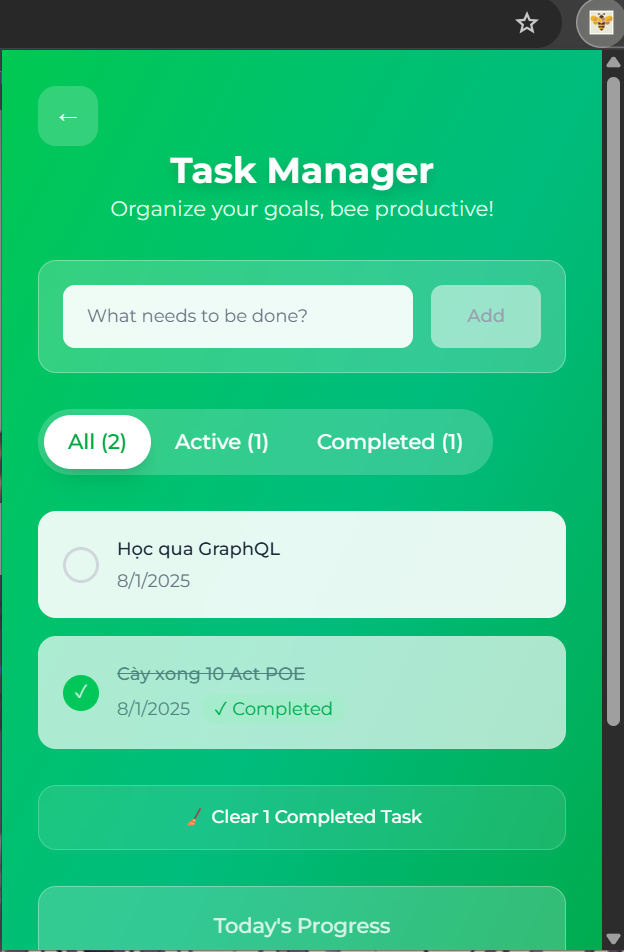 ←
Task Manager
Organize your goals, bee productive!
What needs to be done?
Add
All (2)
Active (1)
Completed (1)
Học qua GraphQL
8/1/2025
Cày xong 10 Act POE
8/1/2025 ✓ Completed
Clear 1 Completed Task
Today's Progress